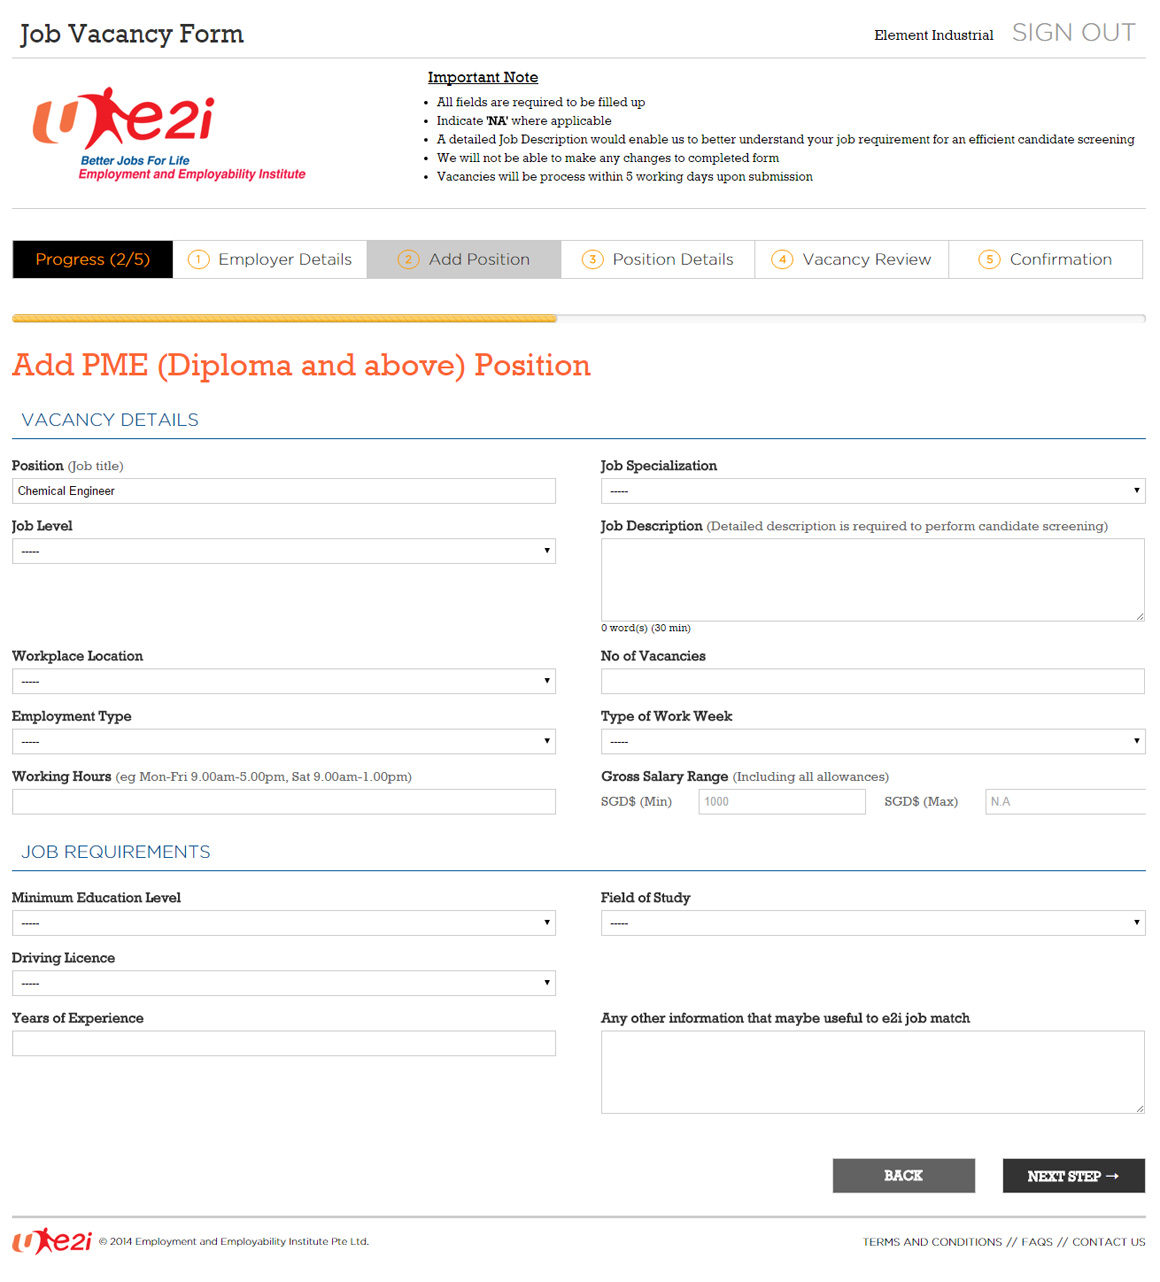 Job Vacancy Form
Element Industrial SIGN OUT
u e2i
Better Jobs For Life
Employment and Employability Institute
Important Note
• All fields are required to be filled up
• Indicate 'NA' where applicable
• A detailed Job Description would enable us to better understand your job requirement for an efficient candidate screening
• We will not be able to make any changes to completed form
• Vacancies will be process within 5 working days upon submission
Progress (2/5) 1 Employer Details 2 Add Position 3 Position Details 4 Vacancy Review 5 Confirmation
Add PME (Diploma and above) Position
VACANCY DETAILS
Position (Job title) Job Specialization
Chemical Engineer -----
Job Level Job Description (Detailed description is required to perform candidate screening)
-----
0 word(s) (30 min)
Workplace Location No of Vacancies
-----
Employment Type Type of Work Week
----- -----
Working Hours (eg Mon-Fri 9.00am-5.00pm, Sat 9.00am-1.00pm) Gross Salary Range (Including all allowances)
SGD$ (Min) 1000 SGD$ (Max) N.A
JOB REQUIREMENTS
Minimum Education Level Field of Study
----- -----
Driving Licence
-----
Years of Experience Any other information that maybe useful to e2i job match
BACK NEXT STEP →
u e2i © 2014 Employment and Employability Institute Pte Ltd. TERMS AND CONDITIONS // FAQS // CONTACT US